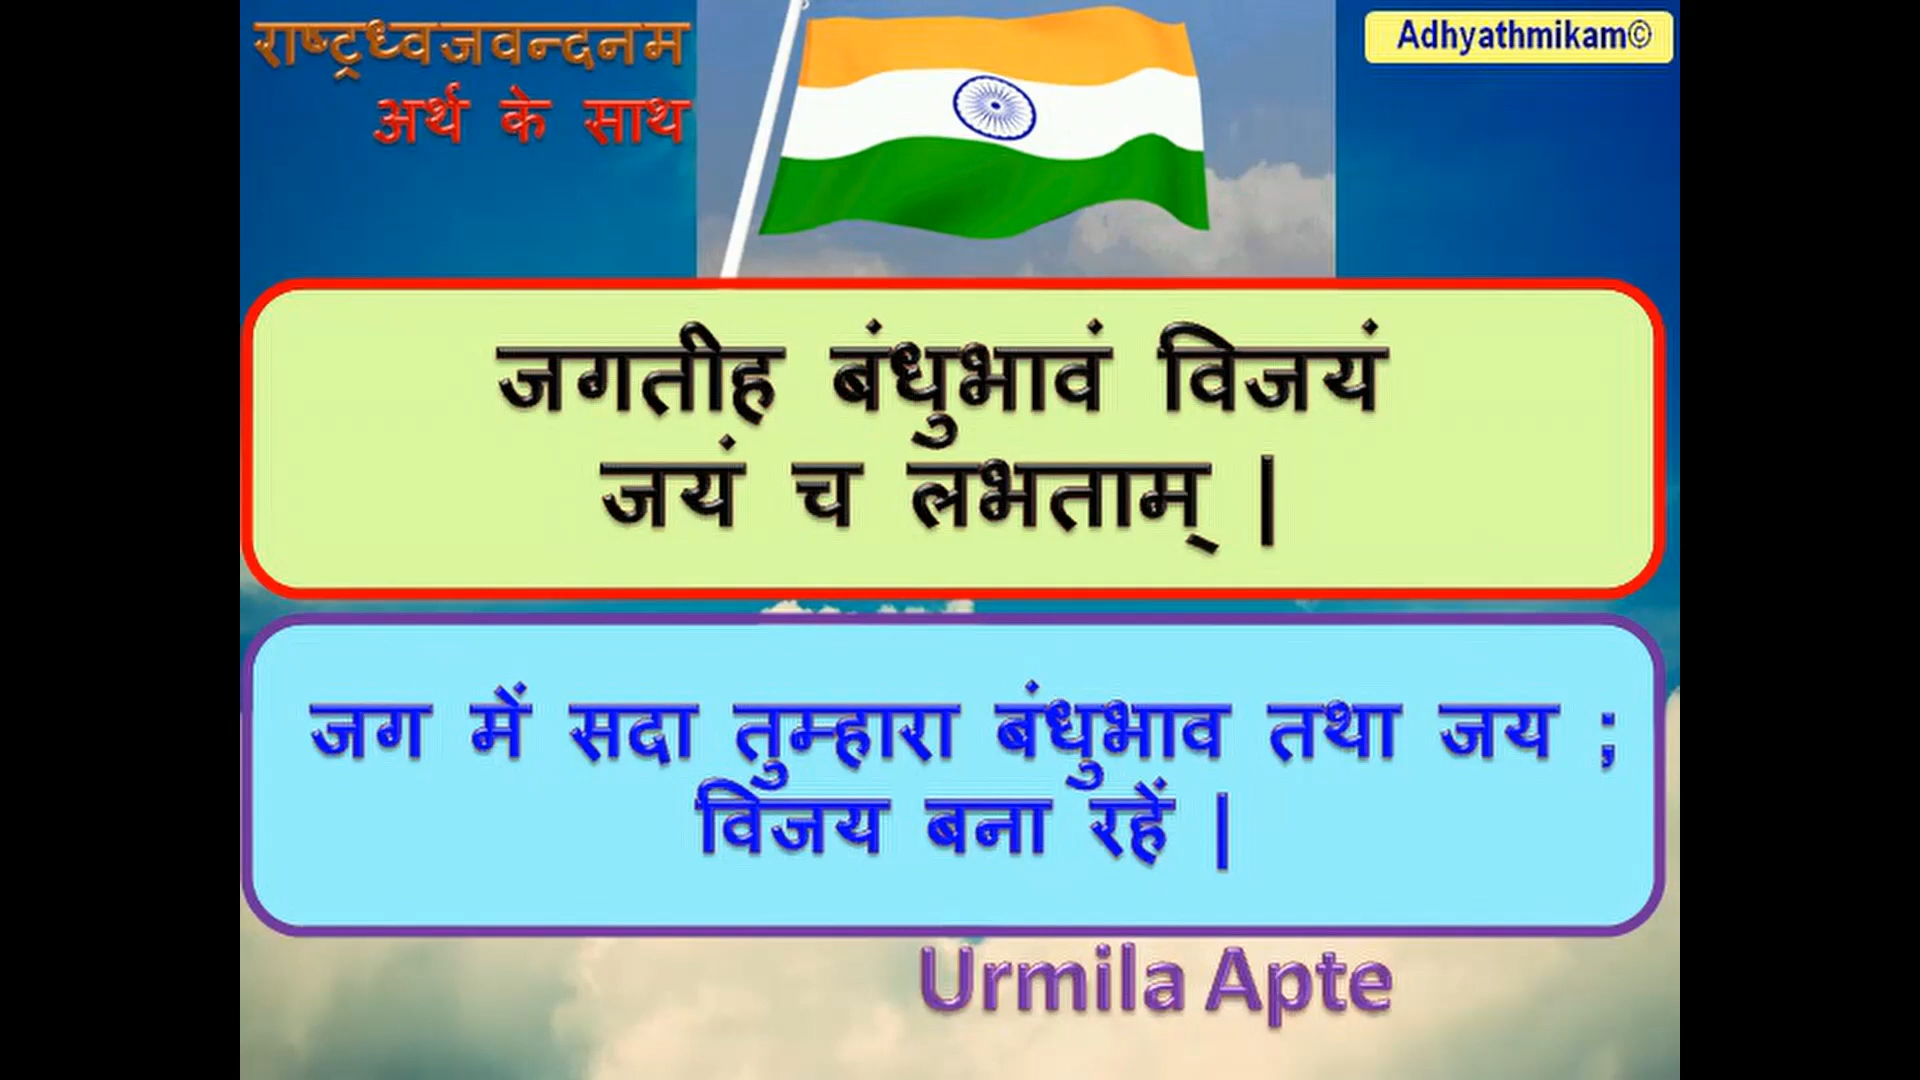 राष्ट्रध्वजवन्दनम
अर्थ के साथ
Adhyathmikam©
जगतीह बंधुभावं विजयं
जयं च लभताम् |
जग में सदा तुम्हारा बंधुभाव तथा जय ;
विजय बना रहें |
Urmila Apte